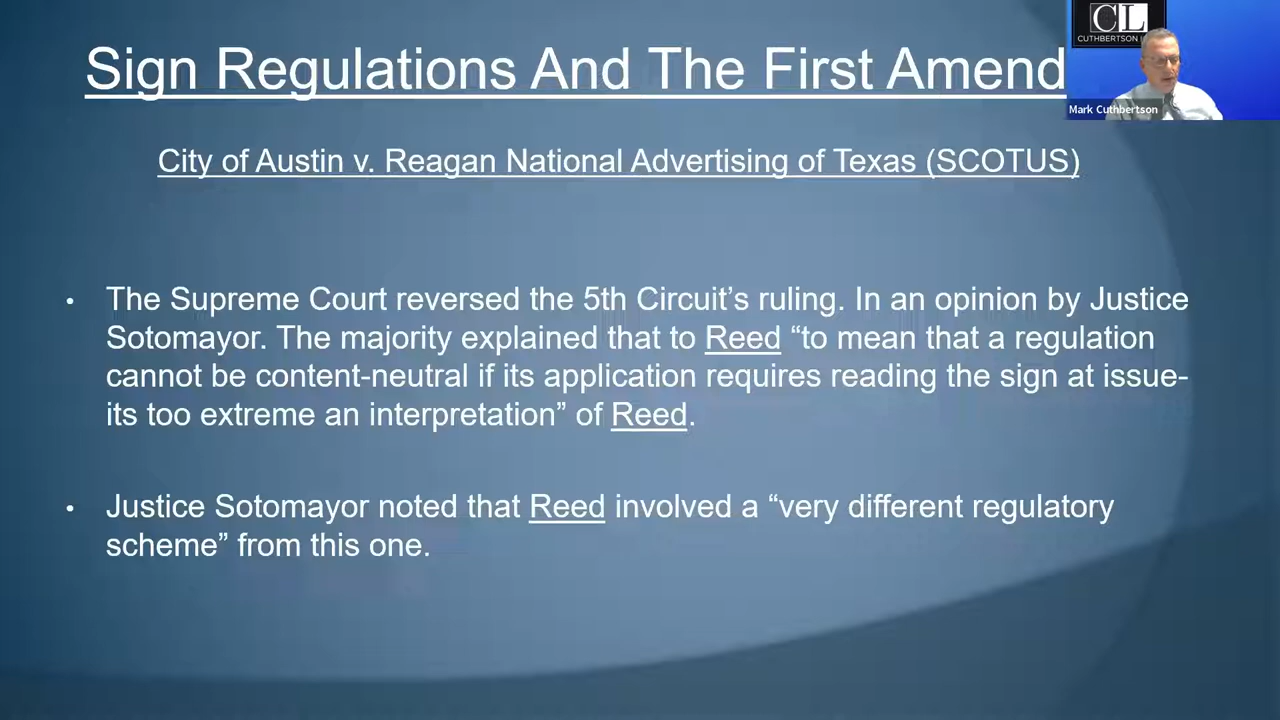 Sign Regulations And The First Amend
CL
CUTHBERTSON
Mark Cuthbertson
City of Austin v. Reagan National Advertising of Texas (SCOTUS)
• The Supreme Court reversed the 5th Circuit’s ruling. In an opinion by Justice
Sotomayor. The majority explained that to Reed “to mean that a regulation
cannot be content-neutral if its application requires reading the sign at issue-
its too extreme an interpretation” of Reed.
• Justice Sotomayor noted that Reed involved a “very different regulatory
scheme” from this one.